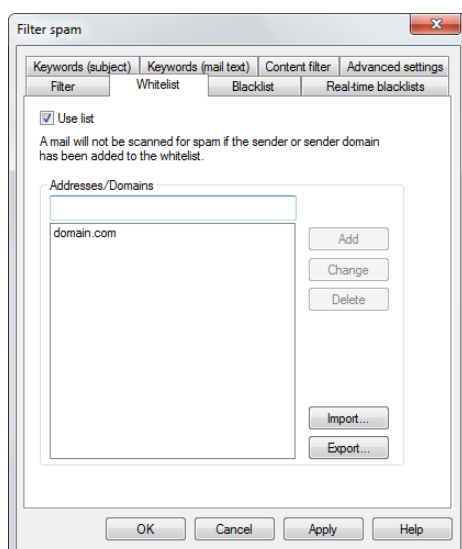 Filter spam
Keywords (subject) Keywords (mail text) Content filter Advanced settings
Filter Whitelist Blacklist Real-time blacklists
Use list
A mail will not be scanned for spam if the sender or sender domain
has been added to the whitelist.
Addresses/Domains
domain.com
Add
Change
Delete
Import...
Export...
OK Cancel Apply Help